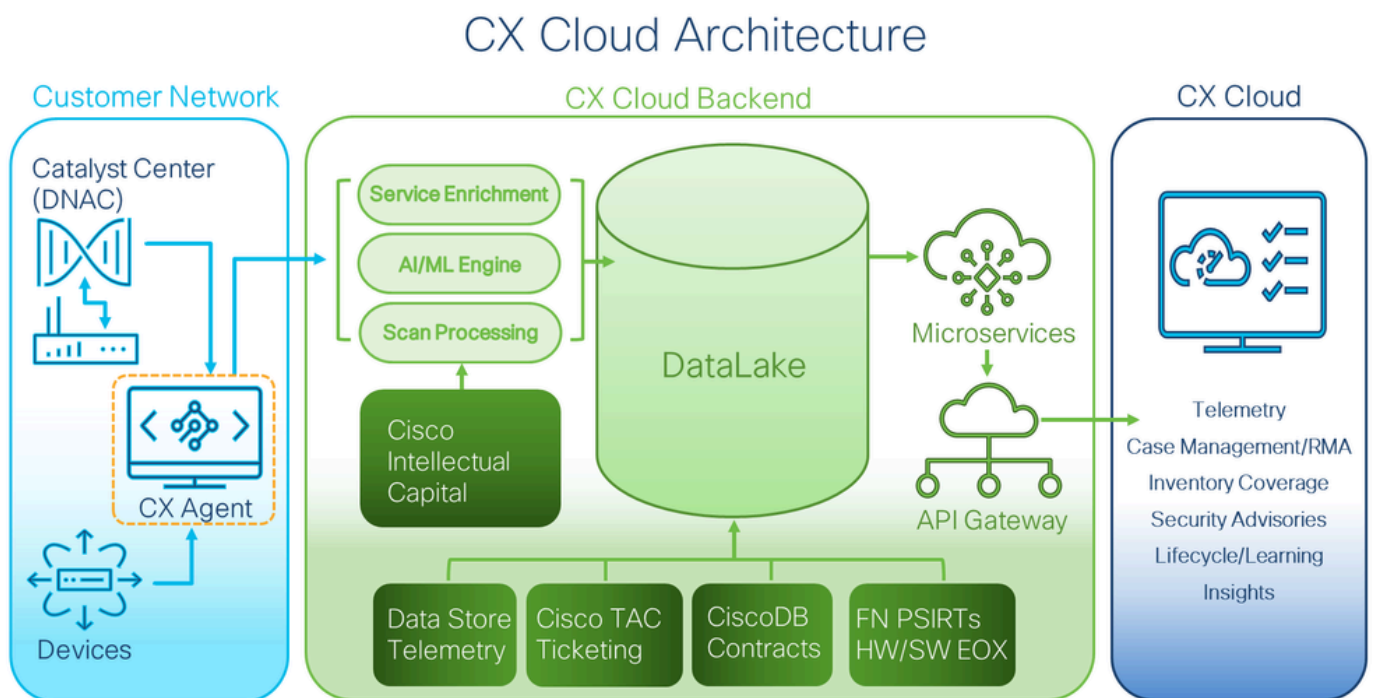 CX Cloud Architecture
Customer Network
Catalyst Center
(DNAC)
CX Agent
Devices
CX Cloud Backend
Service Enrichment
AI/ML Engine
Scan Processing
Cisco
Intellectual
Capital
DataLake
Microservices
API Gateway
Data Store
Telemetry
Cisco TAC
Ticketing
CiscoDB
Contracts
FN PSIRTs
HW/SW EOX
CX Cloud
Telemetry
Case Management/RMA
Inventory Coverage
Security Advisories
Lifecycle/Learning
Insights